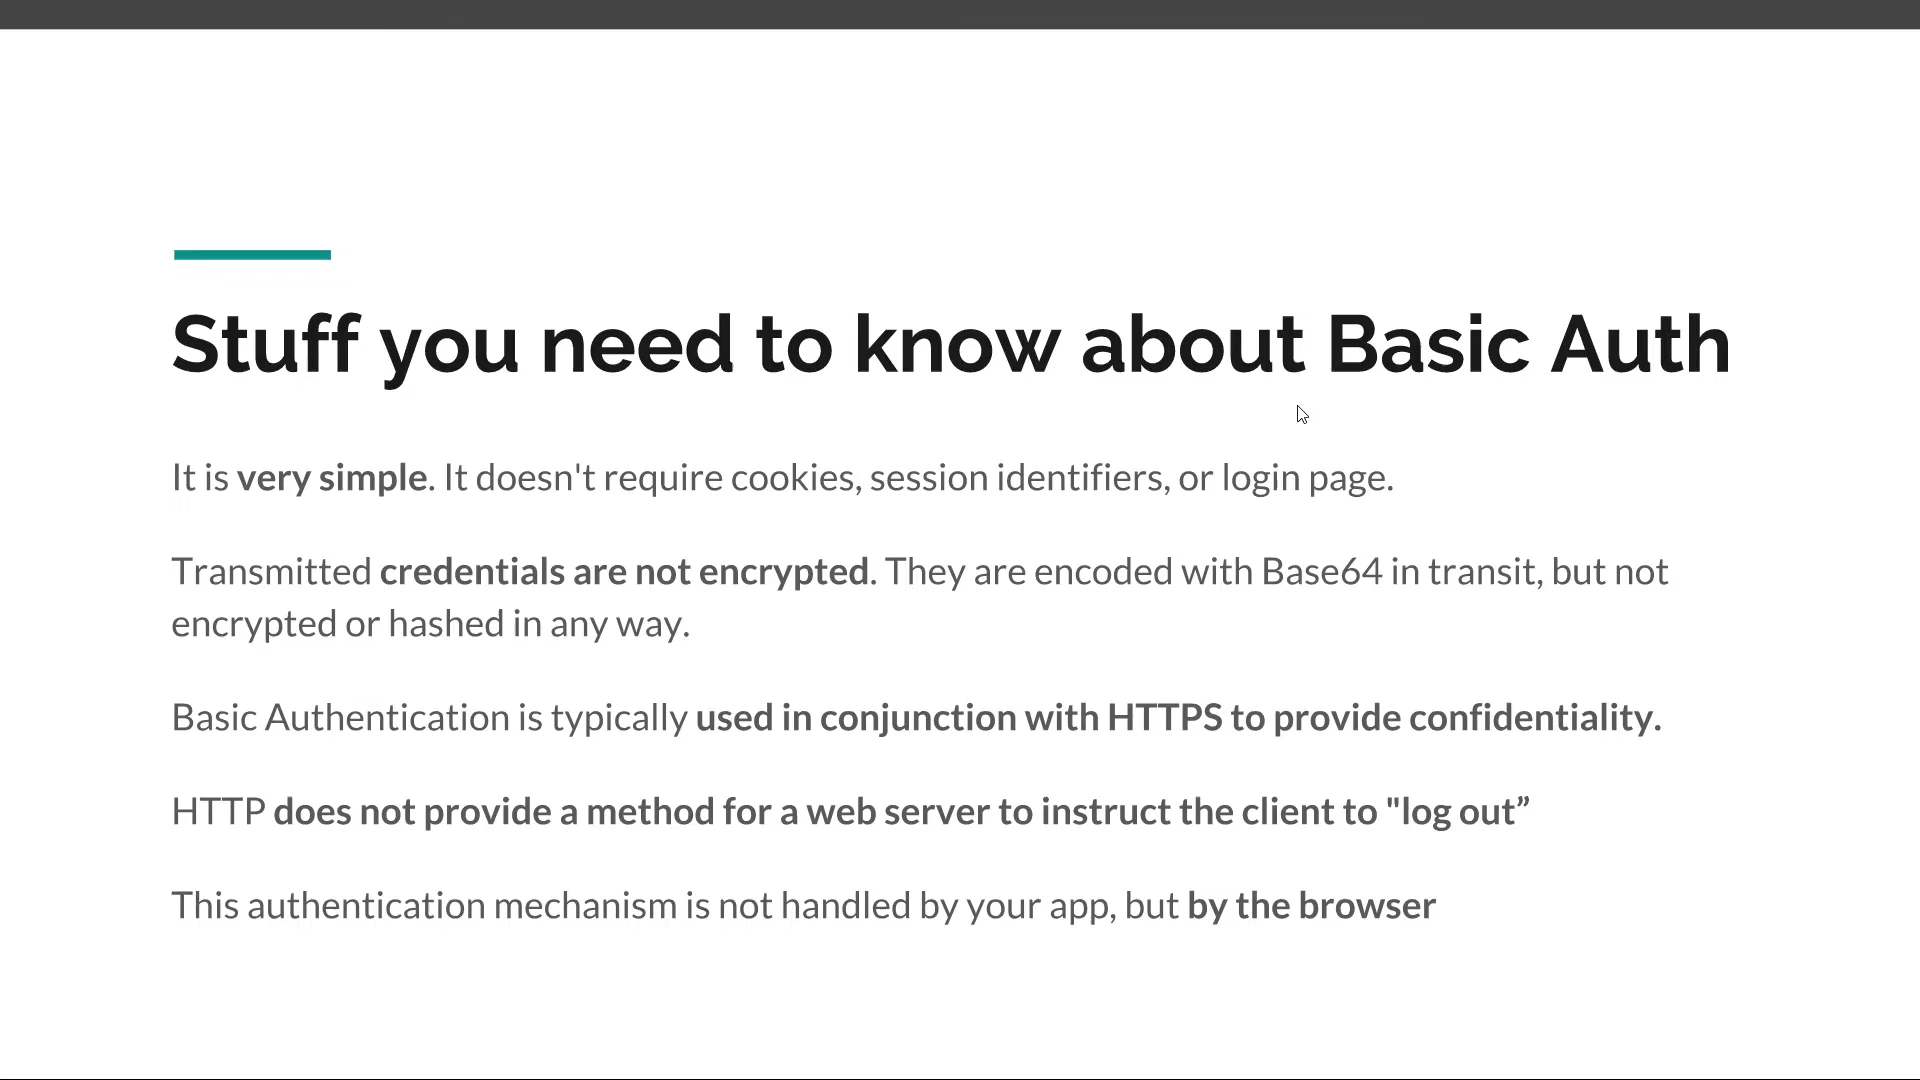 Stuff you need to know about Basic Auth
It is very simple. It doesn't require cookies, session identifiers, or login page.
Transmitted credentials are not encrypted. They are encoded with Base64 in transit, but not
encrypted or hashed in any way.
Basic Authentication is typically used in conjunction with HTTPS to provide confidentiality.
HTTP does not provide a method for a web server to instruct the client to "log out”
This authentication mechanism is not handled by your app, but by the browser